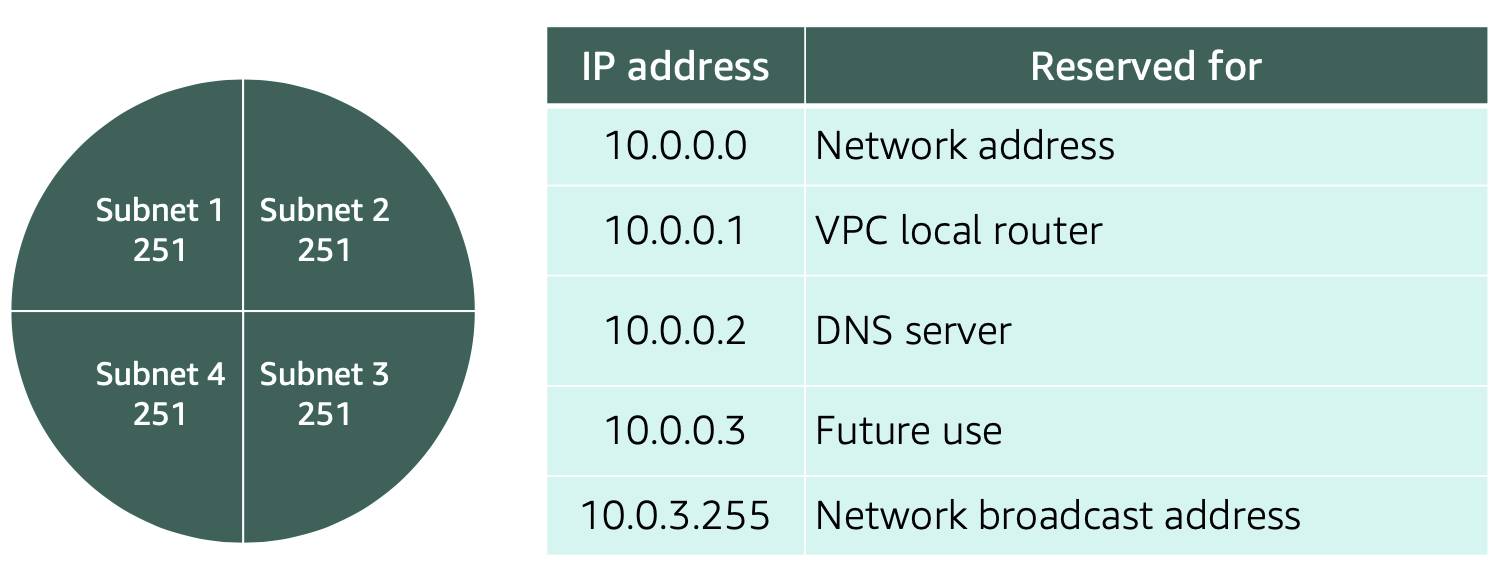 Subnet 1
251
Subnet 2
251
Subnet 4
251
Subnet 3
251
IP address Reserved for
10.0.0.0 Network address
10.0.0.1 VPC local router
10.0.0.2 DNS server
10.0.0.3 Future use
10.0.3.255 Network broadcast address